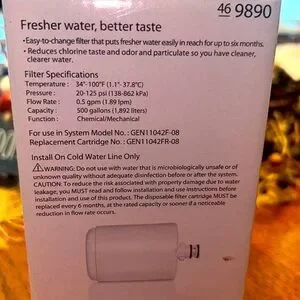 46 9890
Fresher water, better taste
•Easy-to-change filter that puts fresher water easily in reach for up to six months.
• Reduces chlorine taste and odor and particulate so you have cleaner,
clearer water.
Filter Specifications
Temperature : 34°-100°F (1.1°- 37.8°C)
Pressure : 20-125 psi (138-862 kPa)
Flow Rate : 0.5 gpm (1.89 lpm)
Capacity : 500 gallons (1,892 liters)
Function : Chemical/Mechanical
For use in System Model No. : GEN11042F-08
Replacement Cartridge No. : GEN11042FR-08
Install On Cold Water Line Only
⚠WARNING: Do not use with water that is microbiologically unsafe or of
unknown quality without adequate disinfection before or after the system.
CAUTION: To reduce the risk associated with property damage due to water
leakage, you MUST read and follow installation and use instructions before
installation and use of this product. The disposable filter cartridge MUST be
replaced every 6 months, at the rated capacity or sooner if a noticeable
reduction in flow rate occurs.